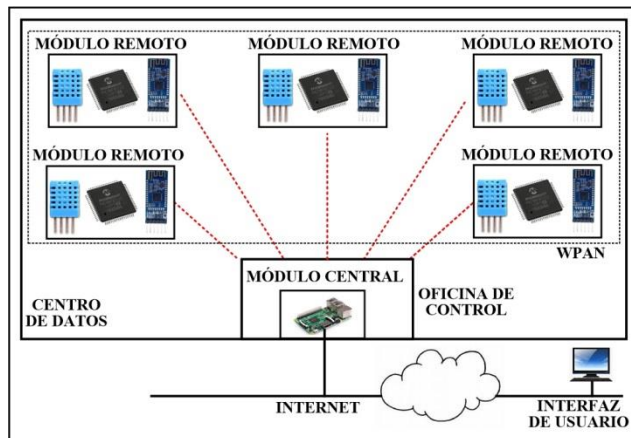 MÓDULO REMOTO
MÓDULO REMOTO
MÓDULO REMOTO
MÓDULO REMOTO
MÓDULO REMOTO
WPAN
MÓDULO CENTRAL
CENTRO
DE DATOS
OFICINA DE
CONTROL
INTERNET
INTERFAZ
DE USUARIO